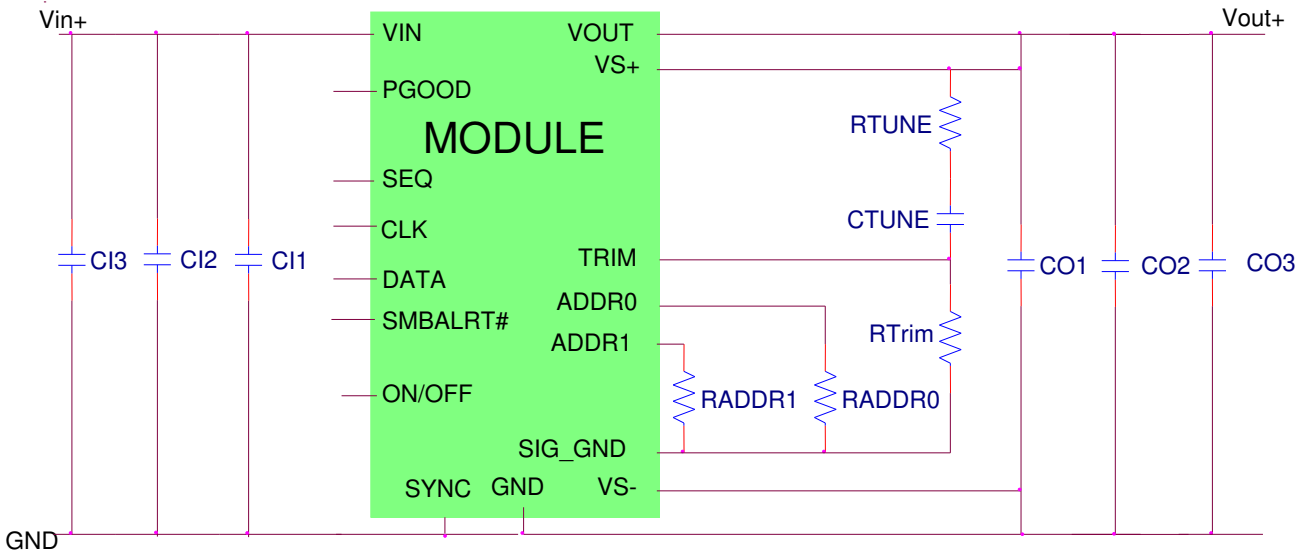 Vin+
Vout+
VIN
VOUT
VS+
PGOOD
MODULE
RTUNE
SEQ
CTUNE
CLK
TRIM
CI3
CI2
CI1
CO1
CO2
CO3
DATA
ADDR0
SMBALRT#
ADDR1
RTrim
ON/OFF
RADDR1
RADDR0
SIG_GND
SYNC
GND
VS-
GND